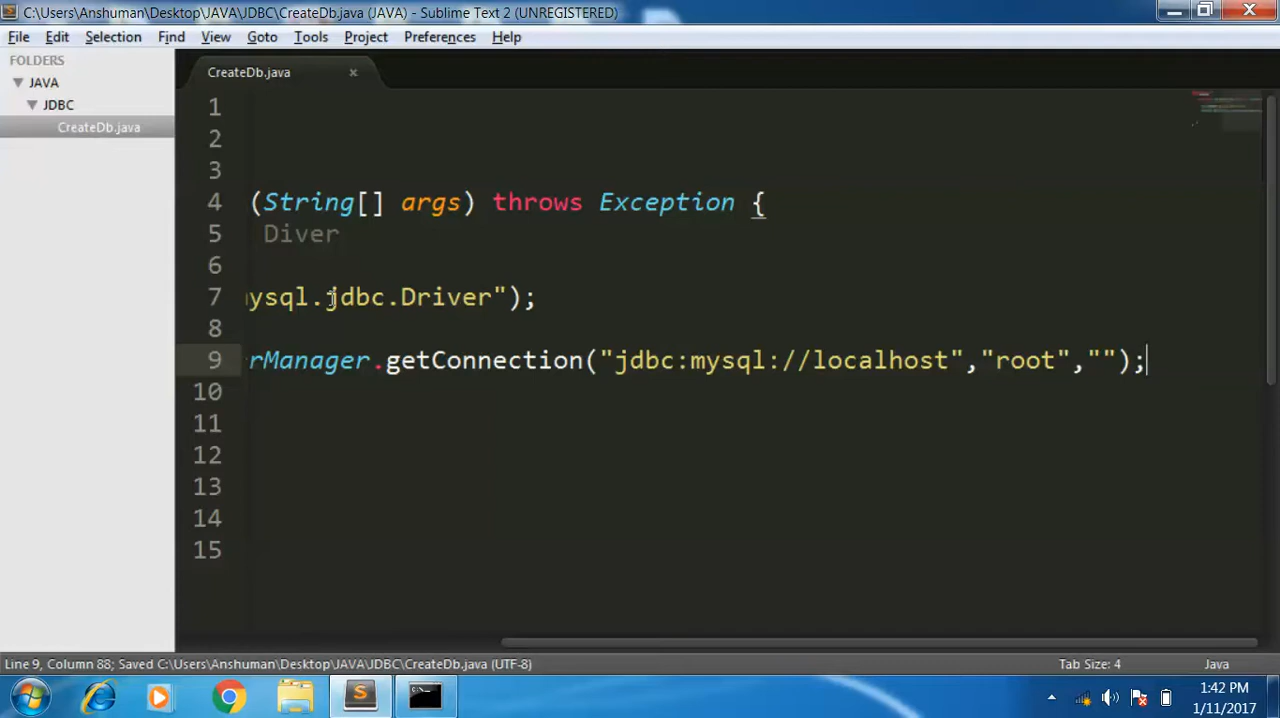 C:\Users\Anshuman\Desktop\JAVA\JDBC\CreateDb.java (JAVA) - Sublime Text 2 (UNREGISTERED)
File Edit Selection Find View Goto Tools Project Preferences Help
FOLDERS
JAVA
JDBC
CreateDb.java
CreateDb.java
1
2
3
4 (String[] args) throws Exception {
5 Diver
6
7 ysql.jdbc.Driver");
8
9 rManager.getConnection("jdbc:mysql://localhost","root","");
10
11
12
13
14
15
Line 9, Column 88; Saved C:\Users\Anshuman\Desktop\JAVA\JDBC\CreateDb.java (UTF-8) Tab Size: 4 Java
1:42 PM
1/11/2017